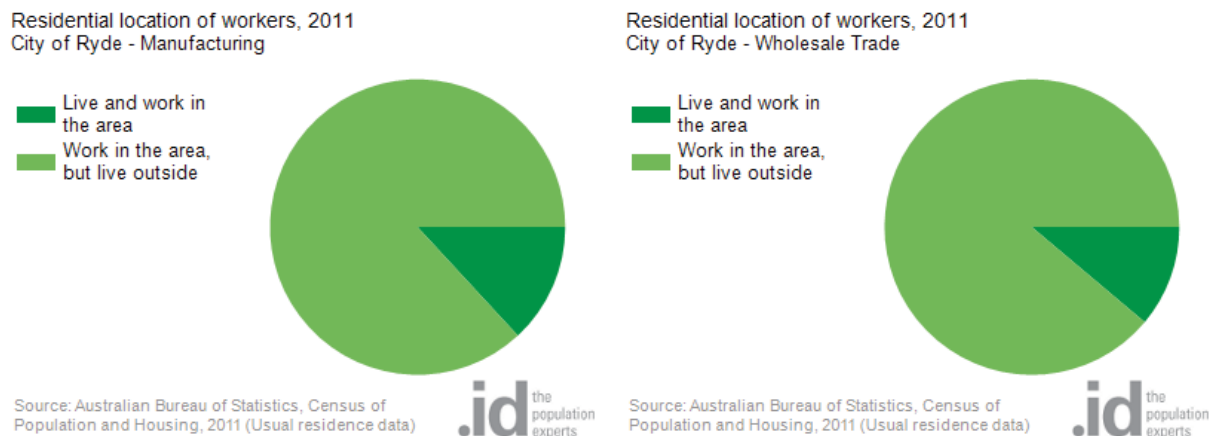 Residential location of workers, 2011
City of Ryde - Manufacturing
Live and work in
the area
Work in the area,
but live outside
Source: Australian Bureau of Statistics, Census of
Population and Housing, 2011 (Usual residence data)
.id
the
population
experts
Residential location of workers, 2011
City of Ryde - Wholesale Trade
Live and work in
the area
Work in the area,
but live outside
Source: Australian Bureau of Statistics, Census of
Population and Housing, 2011 (Usual residence data)
.id
the
population
experts